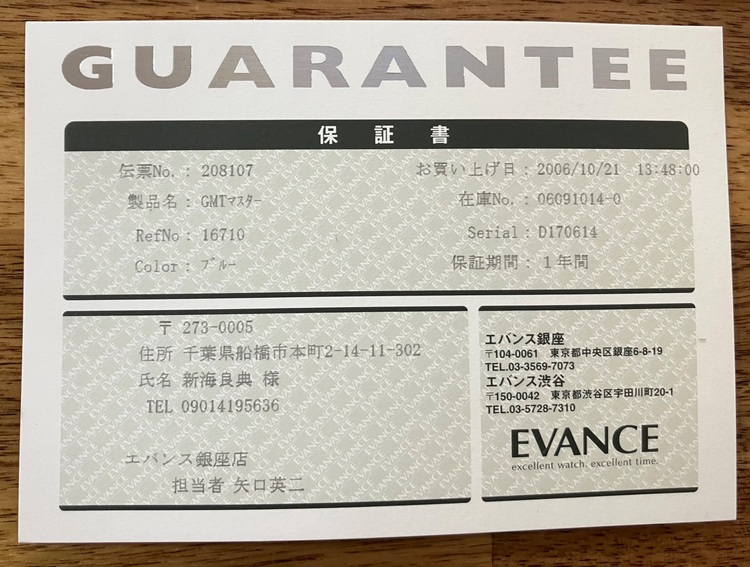 GUARANTEE
保証書
伝票No.: 208107
お買い上げ日: 2006/10/21 13:48:00
製品名: GMTﾏｽﾀｰ
在庫No.: 06091014-0
RefNo: 16710
Serial: D170614
Color: ﾌﾞﾙｰ
保証期間: 1年間
〒 273-0005
住所 千葉県船橋市本町2-14-11-302
氏名 新海良典 様
TEL 09014195636
エバンス銀座店
担当者 矢口英二
エバンス銀座
〒104-0061 東京都中央区銀座6-8-19
TEL.03-3569-7073
エバンス渋谷
〒150-0042 東京都渋谷区宇田川町20-1
TEL.03-5728-7310
EVANCE
excellent watch. excellent time.